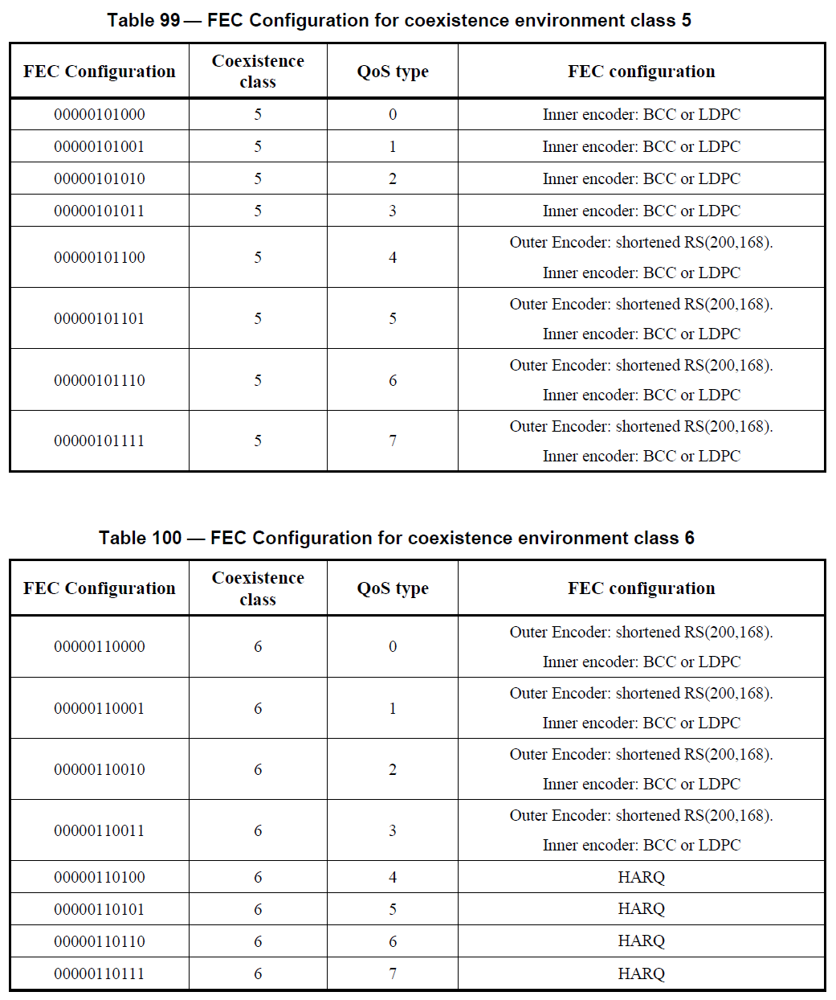 Table 99 — FEC Configuration for coexistence environment class 5
FEC Configuration Coexistence class QoS type FEC configuration
00000101000 5 0 Inner encoder: BCC or LDPC
00000101001 5 1 Inner encoder: BCC or LDPC
00000101010 5 2 Inner encoder: BCC or LDPC
00000101011 5 3 Inner encoder: BCC or LDPC
00000101100 5 4 Outer Encoder: shortened RS(200,168).
Inner encoder: BCC or LDPC
00000101101 5 5 Outer Encoder: shortened RS(200,168).
Inner encoder: BCC or LDPC
00000101110 5 6 Outer Encoder: shortened RS(200,168).
Inner encoder: BCC or LDPC
00000101111 5 7 Outer Encoder: shortened RS(200,168).
Inner encoder: BCC or LDPC
Table 100 — FEC Configuration for coexistence environment class 6
FEC Configuration Coexistence class QoS type FEC configuration
00000110000 6 0 Outer Encoder: shortened RS(200,168).
Inner encoder: BCC or LDPC
00000110001 6 1 Outer Encoder: shortened RS(200,168).
Inner encoder: BCC or LDPC
00000110010 6 2 Outer Encoder: shortened RS(200,168).
Inner encoder: BCC or LDPC
00000110011 6 3 Outer Encoder: shortened RS(200,168).
Inner encoder: BCC or LDPC
00000110100 6 4 HARQ
00000110101 6 5 HARQ
00000110110 6 6 HARQ
00000110111 6 7 HARQ